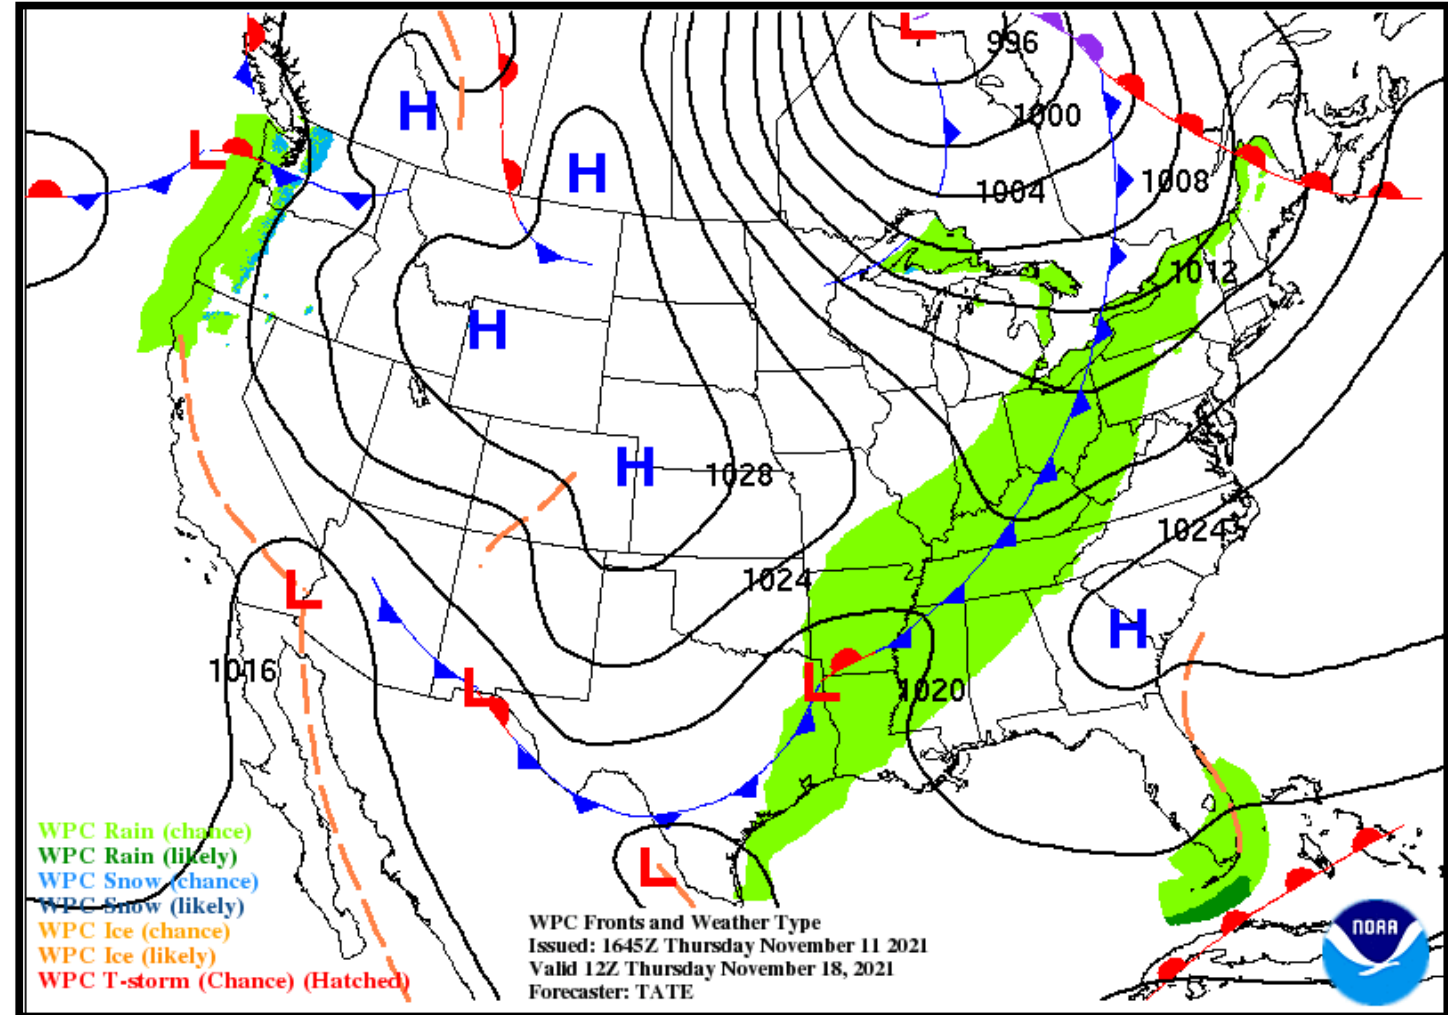 L
996
H
1000
L
H
1004
1008
1012
H
H
1028
1024
1024
L
H
1016
L
L
1020
L
WPC Rain (chance)
WPC Rain (likely)
WPC Snow (chance)
WPC Snow (likely)
WPC Ice (chance)
WPC Ice (likely)
WPC T-storm (Chance) (Hatched)
WPC Fronts and Weather Type
Issued: 1645Z Thursday November 11 2021
Valid 12Z Thursday November 18, 2021
Forecaster: TATE
NOAA